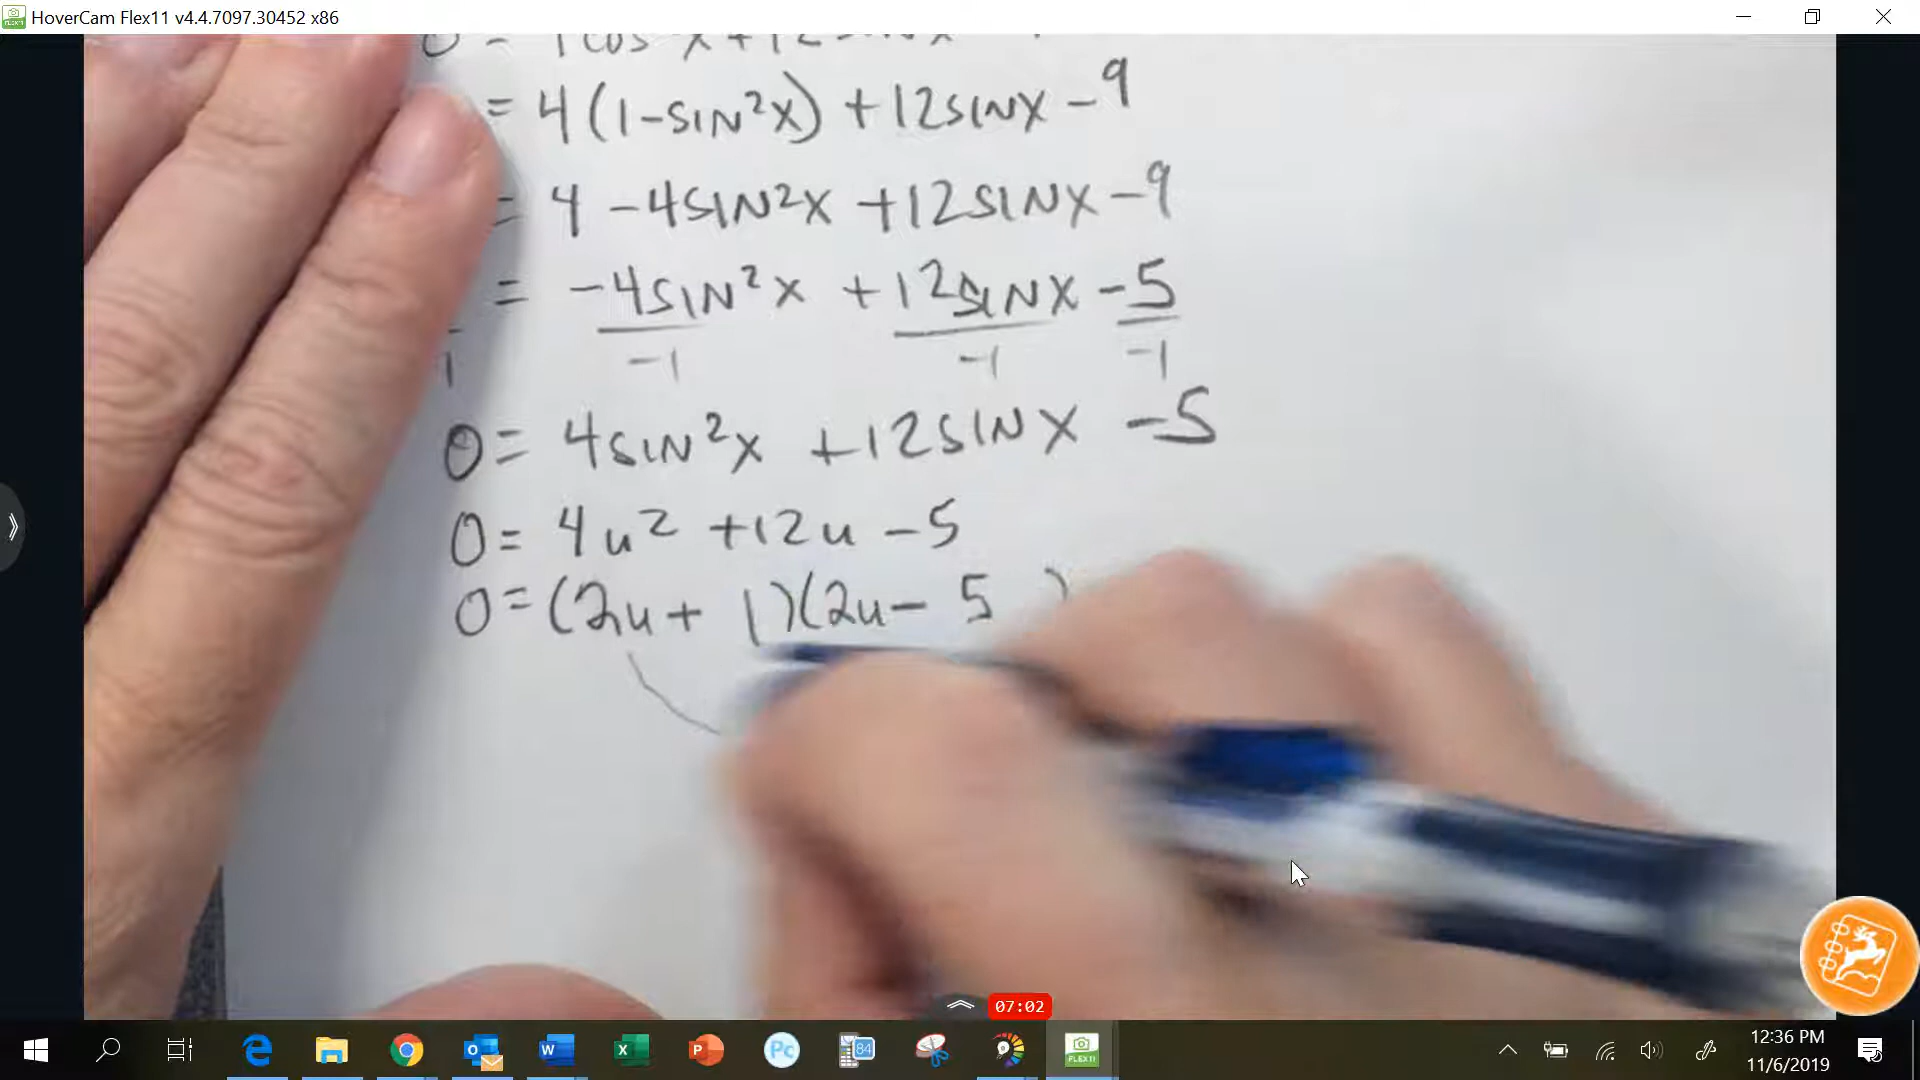 HoverCam Flex11 v4.4.7097.30452 x86
= 4(1-sin²x) +12sinx -9
= 4 -4sin²x +12sinx -9
= -4sin²x +12sinx -5
-1 -1 -1
0= 4sin²x +12sinx -5
0= 4u² +12u -5
0=(2u+ 1)(2u- 5 )
07:02
12:36 PM
11/6/2019